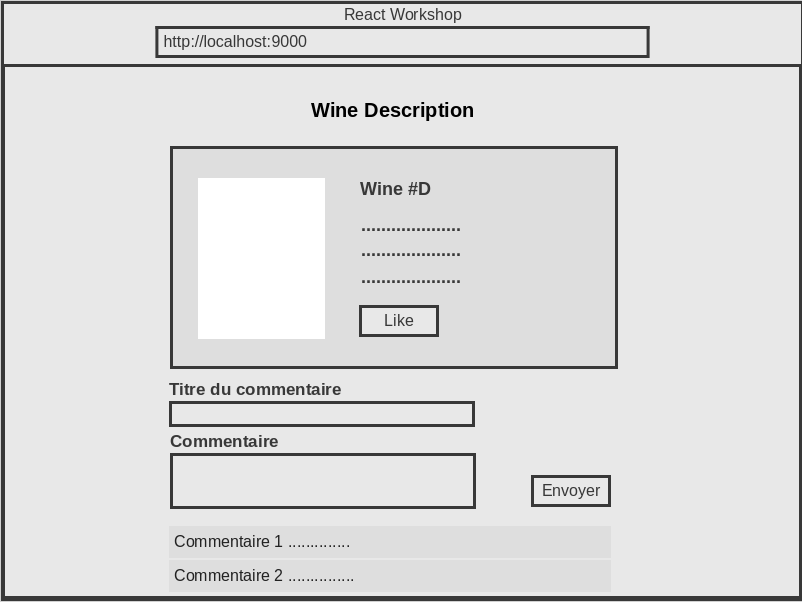 React Workshop
http://localhost:9000
Wine Description
Wine #D
....................
....................
....................
Like
Titre du commentaire
Commentaire
Envoyer
Commentaire 1 ..............
Commentaire 2 ...............